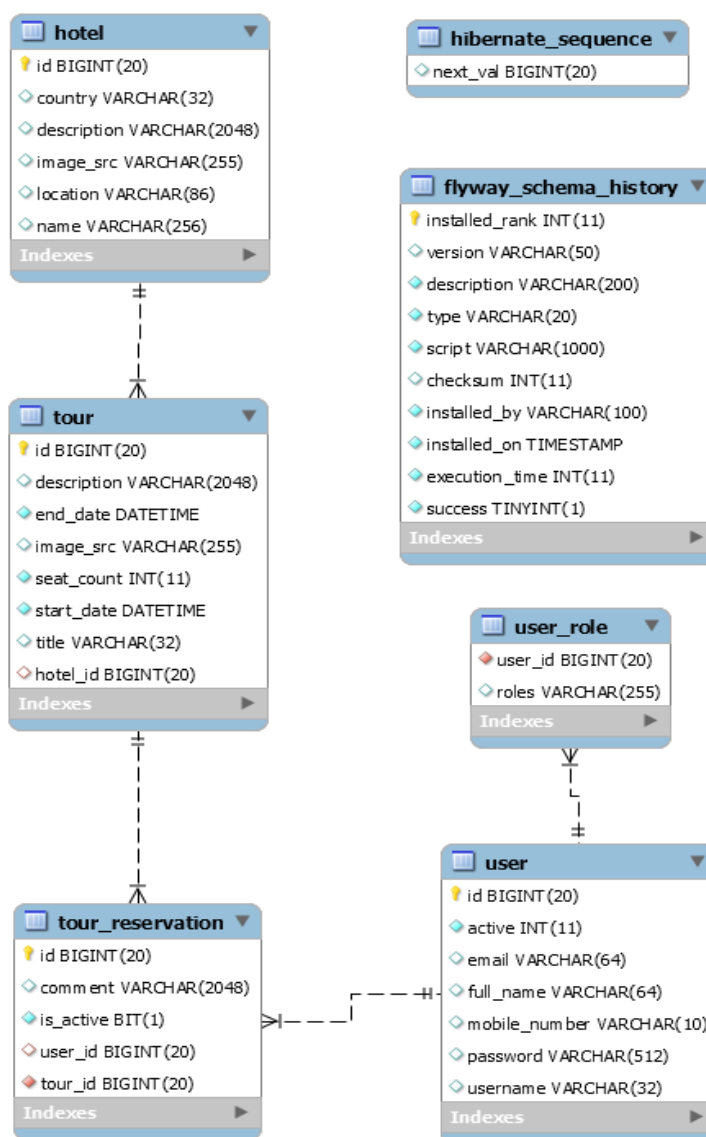 hotel
id BIGINT(20)
country VARCHAR(32)
description VARCHAR(2048)
image_src VARCHAR(255)
location VARCHAR(86)
name VARCHAR(256)
Indexes
hibernate_sequence
next_val BIGINT(20)
flyway_schema_history
installed_rank INT(11)
version VARCHAR(50)
description VARCHAR(200)
type VARCHAR(20)
script VARCHAR(1000)
checksum INT(11)
installed_by VARCHAR(100)
installed_on TIMESTAMP
execution_time INT(11)
success TINYINT(1)
Indexes
tour
id BIGINT(20)
description VARCHAR(2048)
end_date DATETIME
image_src VARCHAR(255)
seat_count INT(11)
start_date DATETIME
title VARCHAR(32)
hotel_id BIGINT(20)
Indexes
user_role
user_id BIGINT(20)
roles VARCHAR(255)
Indexes
tour_reservation
id BIGINT(20)
comment VARCHAR(2048)
is_active BIT(1)
user_id BIGINT(20)
tour_id BIGINT(20)
Indexes
user
id BIGINT(20)
active INT(11)
email VARCHAR(64)
full_name VARCHAR(64)
mobile_number VARCHAR(10)
password VARCHAR(512)
username VARCHAR(32)
Indexes